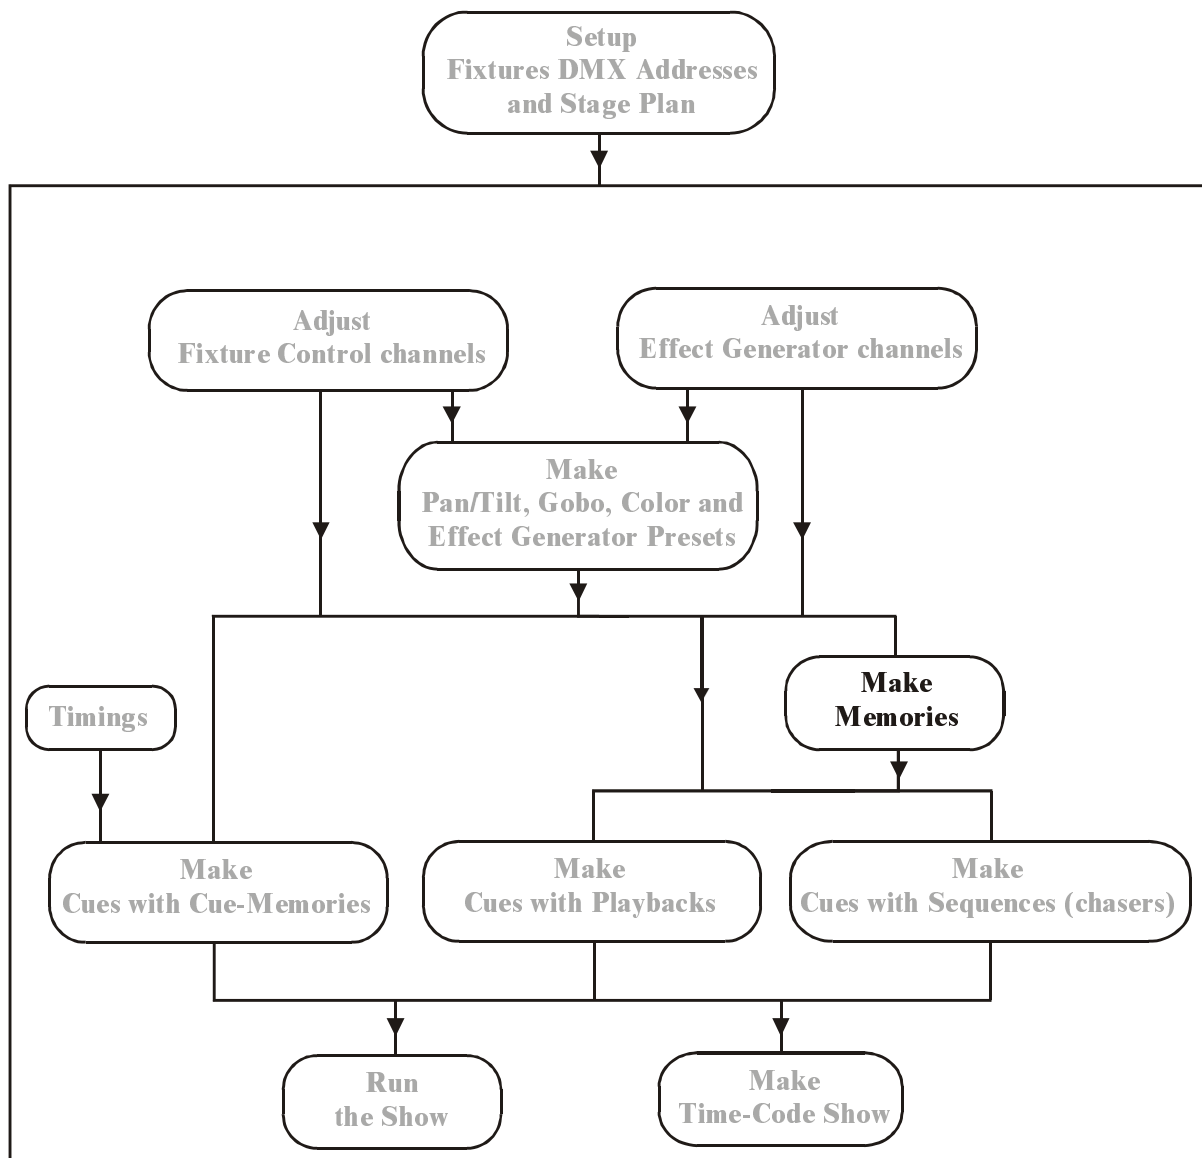 Setup
Fixtures DMX Addresses
and Stage Plan
Adjust
Fixture Control channels
Adjust
Effect Generator channels
Make
Pan/Tilt, Gobo, Color and
Effect Generator Presets
Make
Memories
Timings
Make
Cues with Cue-Memories
Make
Cues with Playbacks
Make
Cues with Sequences (chasers)
Run
the Show
Make
Time-Code Show